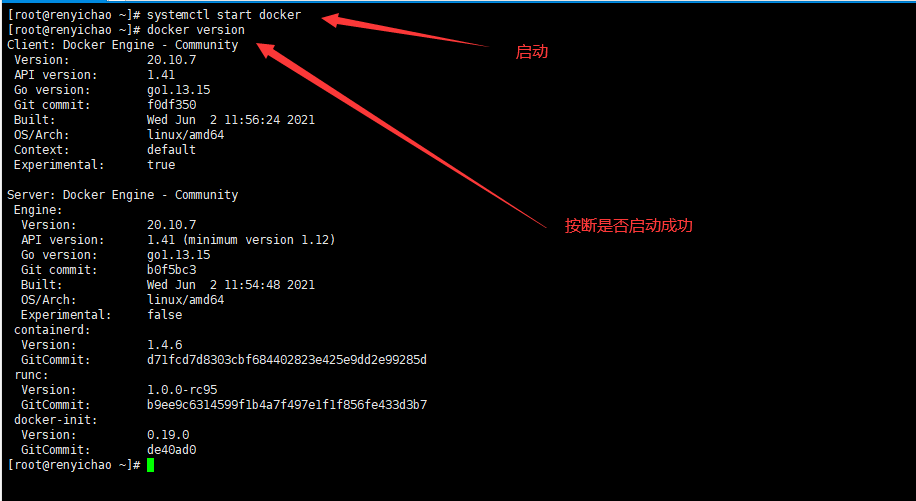 [root@renyichao ~]# systemctl start docker
[root@renyichao ~]# docker version
启动
Client: Docker Engine - Community
Version: 20.10.7
API version: 1.41
Go version: go1.13.15
Git commit: f0df350
Built: Wed Jun  2 11:56:24 2021
OS/Arch: linux/amd64
Context: default
Experimental: true
Server: Docker Engine - Community
Engine:
Version: 20.10.7
按断是否启动成功
API version: 1.41 (minimum version 1.12)
Go version: go1.13.15
Git commit: b0f5bc3
Built: Wed Jun  2 11:54:48 2021
OS/Arch: linux/amd64
Experimental: false
containerd:
Version: 1.4.6
GitCommit: d71fcd7d8303cbf684402823e425e9dd2e99285d
runc:
Version: 1.0.0-rc95
GitCommit: b9ee9c6314599f1b4a7f497e1f1f856fe433d3b7
docker-init:
Version: 0.19.0
GitCommit: de40ad0
[root@renyichao ~]#